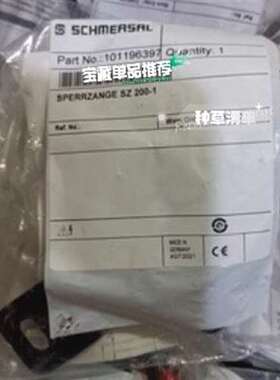 SCHMERSAL
Part No.:101196397 Quantity: 1
宝藏单品推荐
SPERRZANGE SZ 200-1
种草清单
Ref. No.:
MADE IN
GERMANY
CE